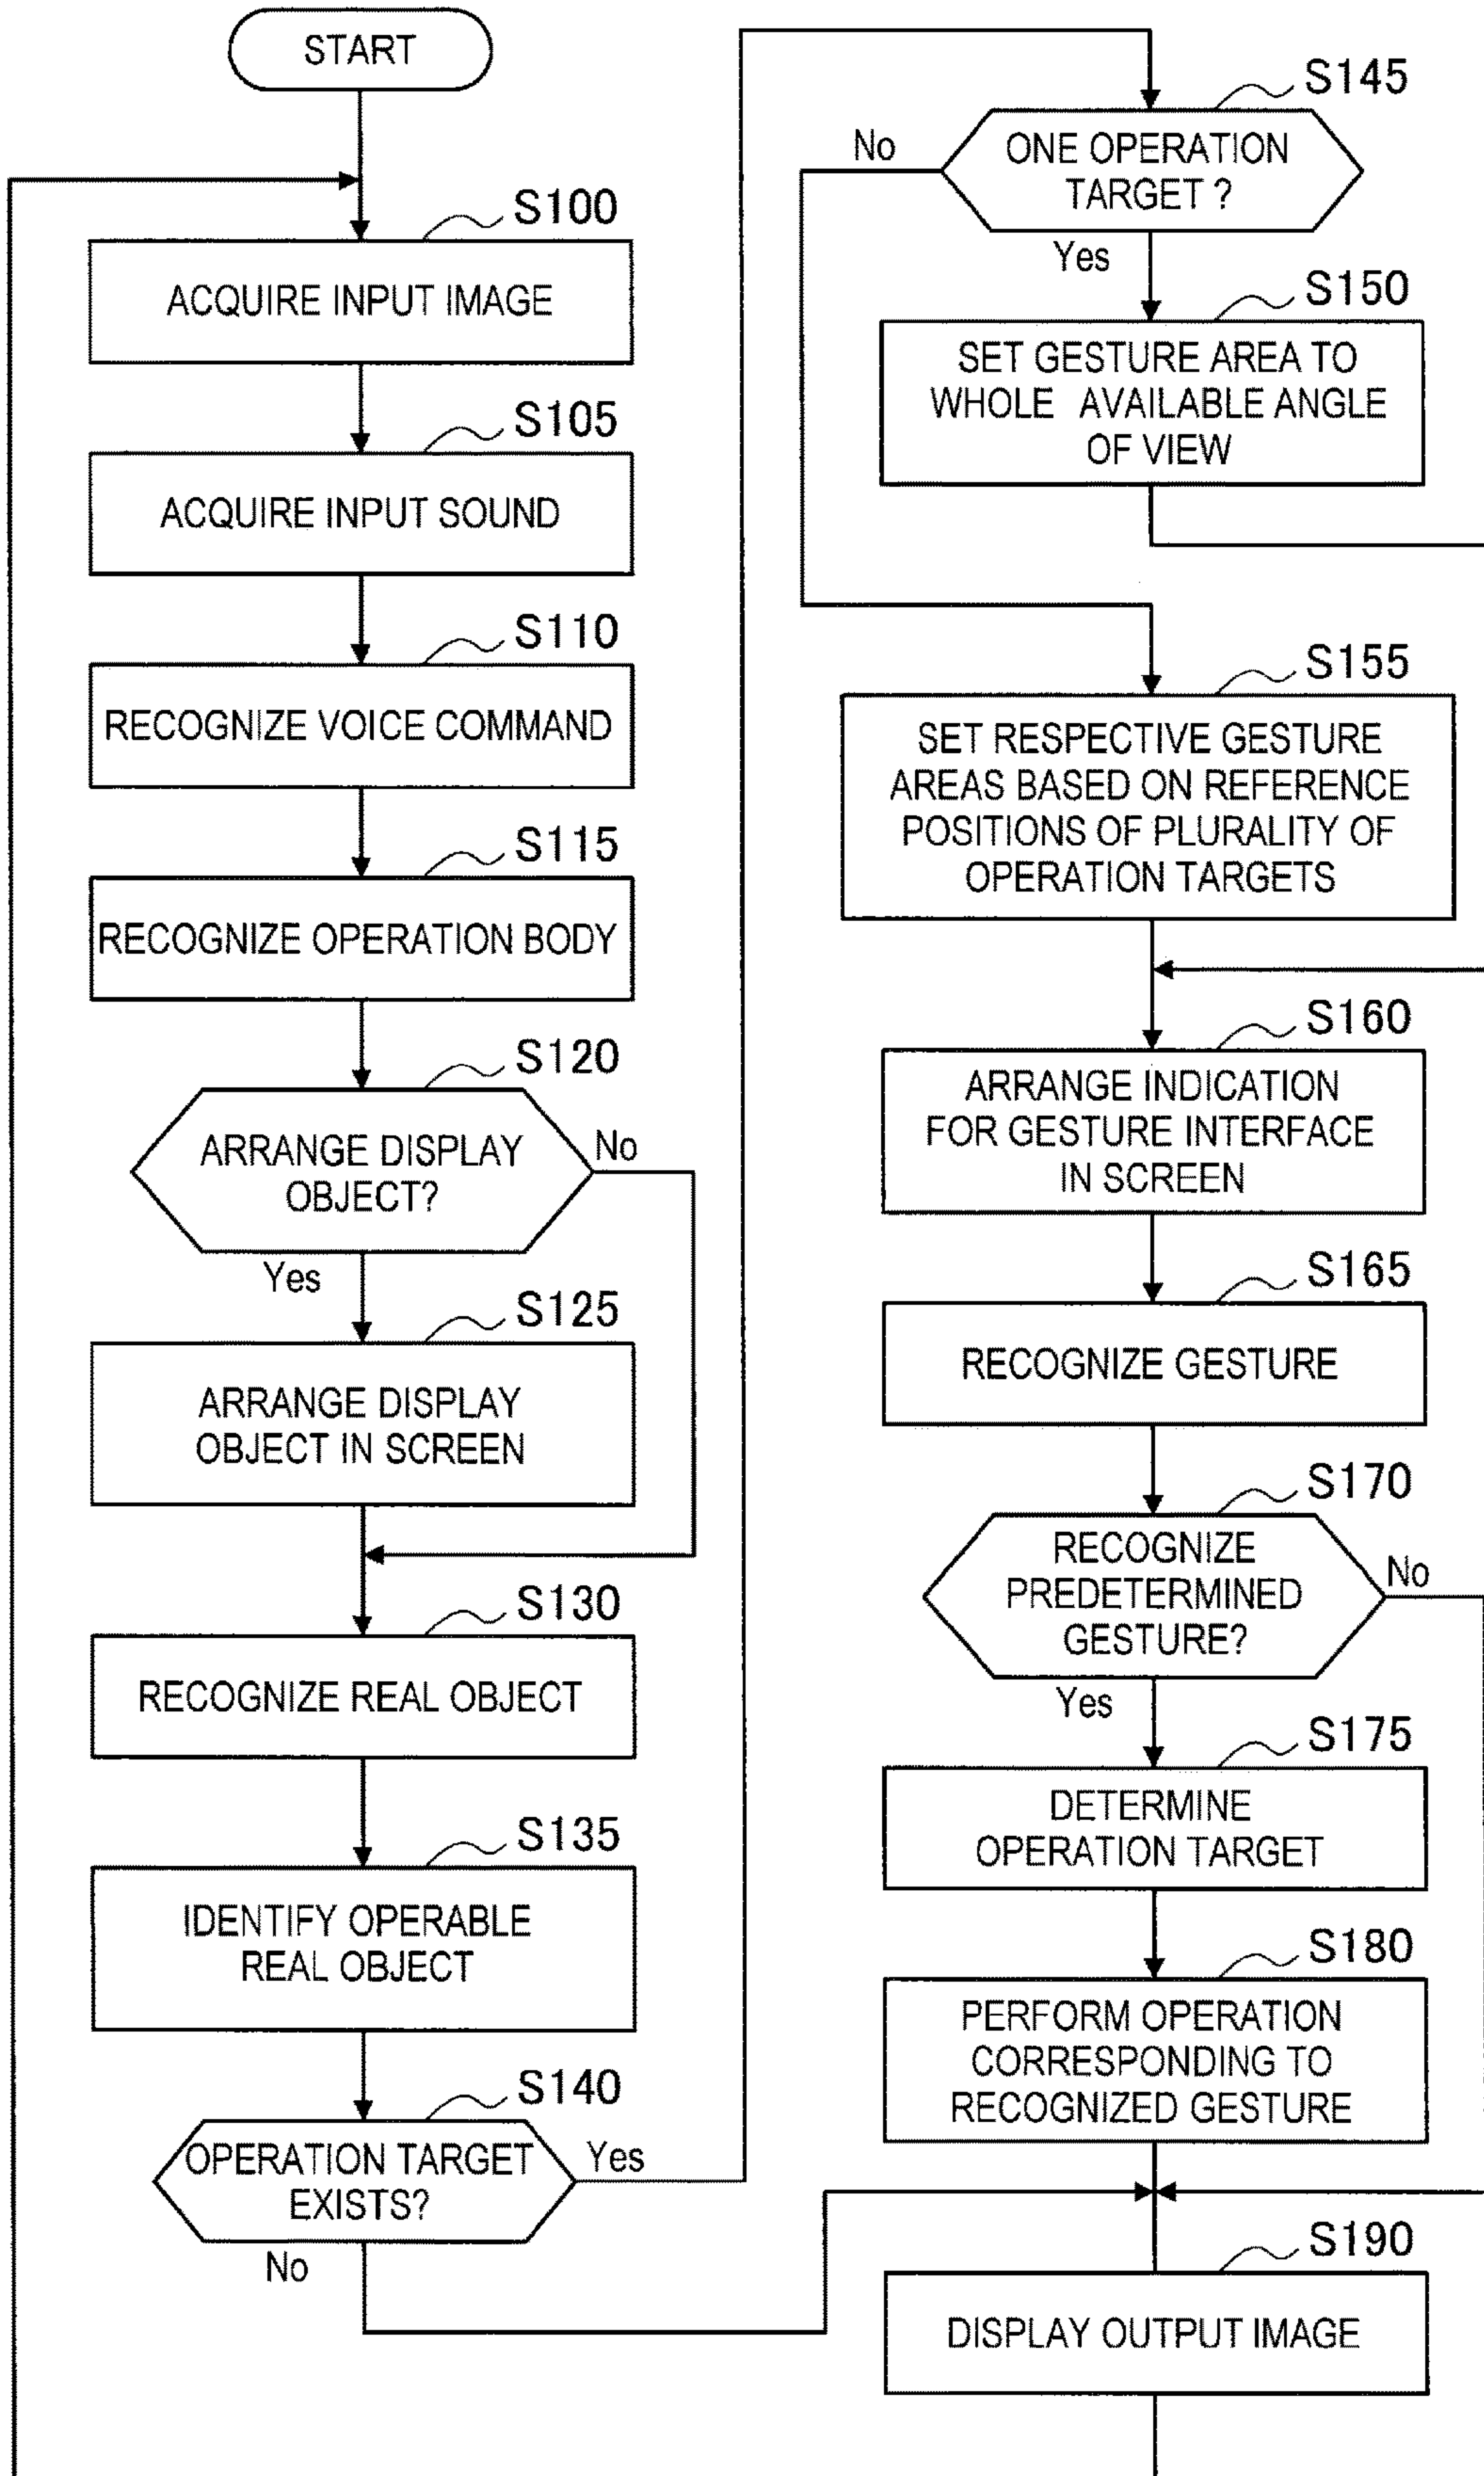 START
S100
ACQUIRE INPUT IMAGE
S105
ACQUIRE INPUT SOUND
S110
RECOGNIZE VOICE COMMAND
S115
RECOGNIZE OPERATION BODY
S120
ARRANGE DISPLAY
OBJECT?
No
Yes
S125
ARRANGE DISPLAY
OBJECT IN SCREEN
S130
RECOGNIZE REAL OBJECT
S135
IDENTIFY OPERABLE
REAL OBJECT
S140
OPERATION TARGET
EXISTS?
Yes
No
S145
ONE OPERATION
TARGET ?
No
Yes
S150
SET GESTURE AREA TO
WHOLE AVAILABLE ANGLE
OF VIEW
S155
SET RESPECTIVE GESTURE
AREAS BASED ON REFERENCE
POSITIONS OF PLURALITY OF
OPERATION TARGETS
S160
ARRANGE INDICATION
FOR GESTURE INTERFACE
IN SCREEN
S165
RECOGNIZE GESTURE
S170
RECOGNIZE
PREDETERMINED
GESTURE?
No
Yes
S175
DETERMINE
OPERATION TARGET
S180
PERFORM OPERATION
CORRESPONDING TO
RECOGNIZED GESTURE
S190
DISPLAY OUTPUT IMAGE